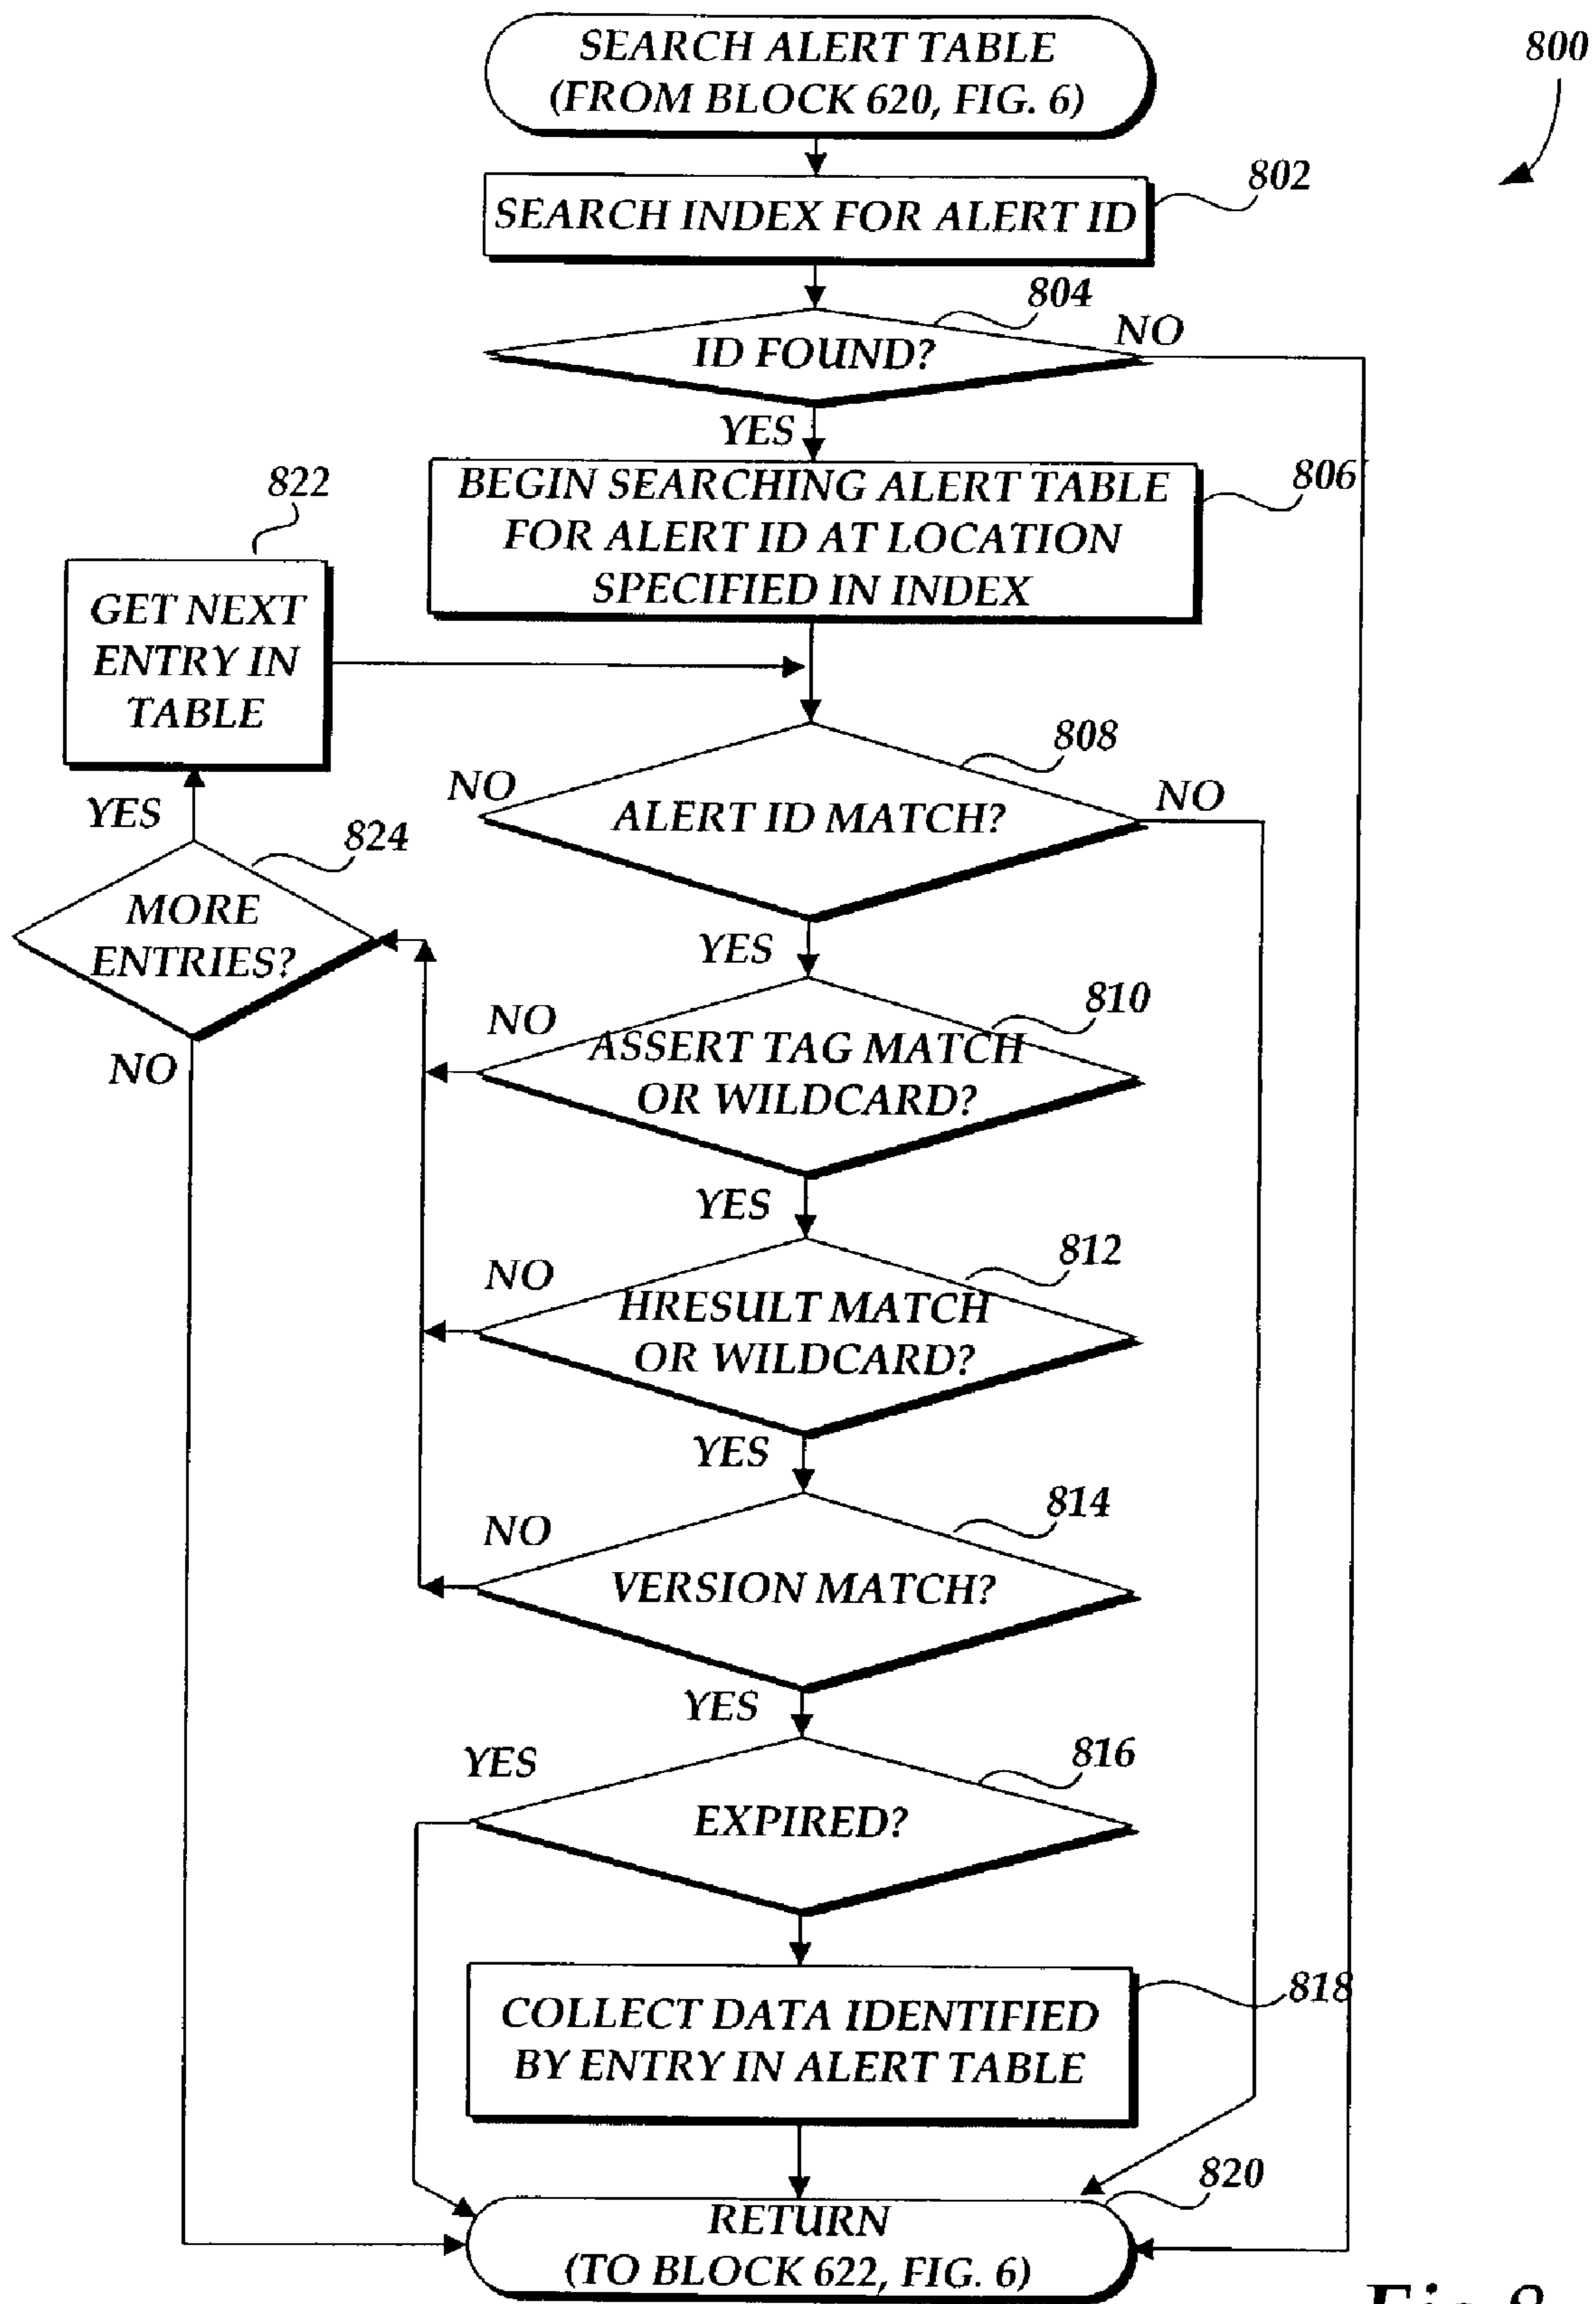 SEARCH ALERT TABLE
(FROM BLOCK 620, FIG. 6)
800
802
SEARCH INDEX FOR ALERT ID
804
ID FOUND?
NO
YES
806
BEGIN SEARCHING ALERT TABLE
FOR ALERT ID AT LOCATION
SPECIFIED IN INDEX
822
GET NEXT
ENTRY IN
TABLE
YES
824
MORE
ENTRIES?
NO
808
NO
ALERT ID MATCH?
NO
YES
810
NO
ASSERT TAG MATCH
OR WILDCARD?
YES
812
NO
HRESULT MATCH
OR WILDCARD?
YES
814
NO
VERSION MATCH?
YES
816
YES
EXPIRED?
818
COLLECT DATA IDENTIFIED
BY ENTRY IN ALERT TABLE
820
RETURN
(TO BLOCK 622, FIG. 6)